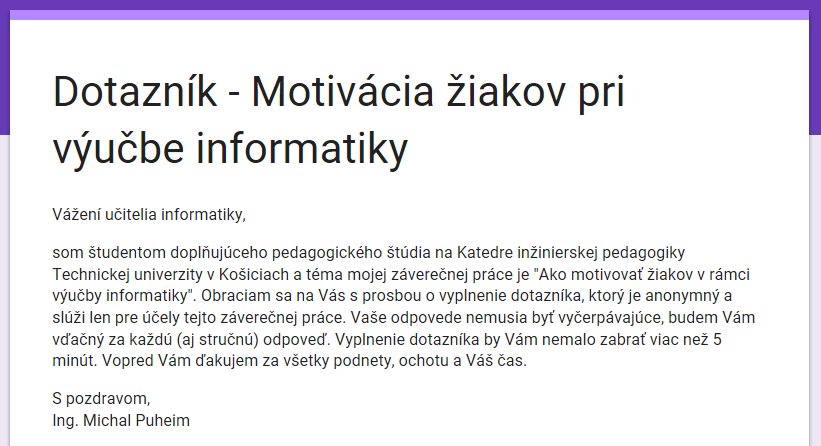 Dotazník - Motivácia žiakov pri
výučbe informatiky
Vážení učitelia informatiky,
som študentom doplňujúceho pedagogického štúdia na Katedre inžinierskej pedagogiky
Technickej univerzity v Košiciach a téma mojej záverečnej práce je "Ako motivovať žiakov v rámci
výučby informatiky". Obraciam sa na Vás s prosbou o vyplnenie dotazníka, ktorý je anonymný a
slúži len pre účely tejto záverečnej práce. Vaše odpovede nemusia byť vyčerpávajúce, budem Vám
vďačný za každú (aj stručnú) odpoveď. Vyplnenie dotazníka by Vám nemalo zabrať viac než 5
minút. Vopred Vám ďakujem za všetky podnety, ochotu a Váš čas.
S pozdravom,
Ing. Michal Puheim